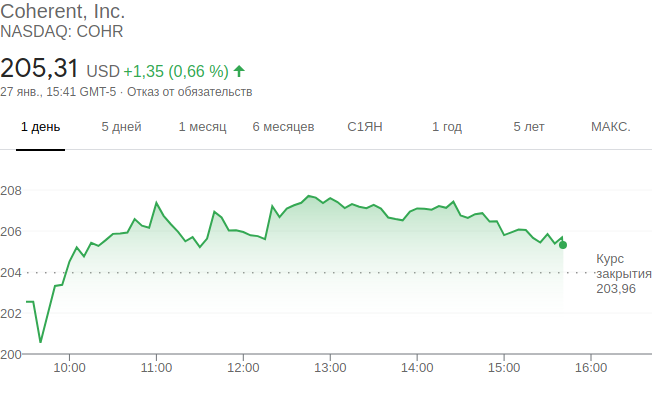 Coherent, Inc.
NASDAQ: COHR
205,31 USD +1,35 (0,66 %)
27 янв., 15:41 GMT-5 · Отказ от обязательств
1 день 5 дней 1 месяц 6 месяцев С1ЯН 1 год 5 лет МАКС.
208
206
204
202
200
Курс
закрытия
203,96
10:00 11:00 12:00 13:00 14:00 15:00 16:00